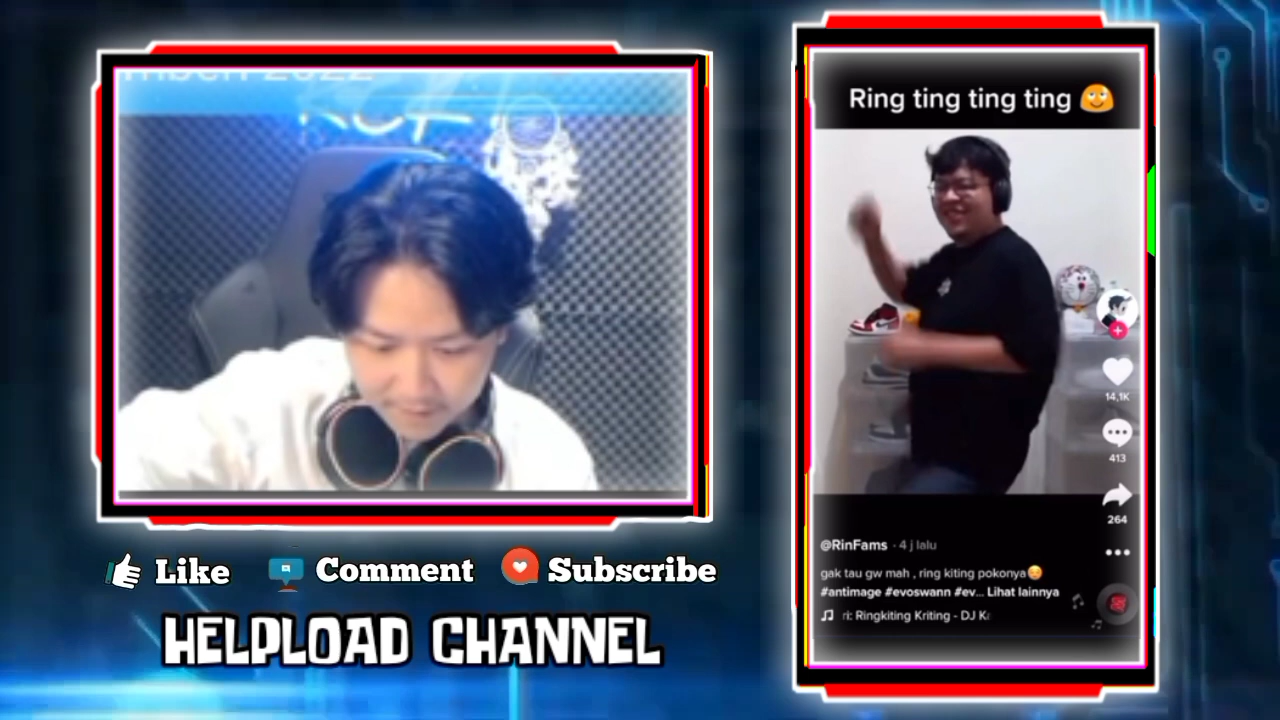 2022
Ring ting ting ting
14,1K
413
264
@RinFams · 4 j lalu
gak tau gw mah , ring kiting pokonya
#antimage #evoswann #ev... Lihat lainnya
ri: Ringkiting Kriting - DJ
Like
Comment
Subscribe
HELPLOAD CHANNEL